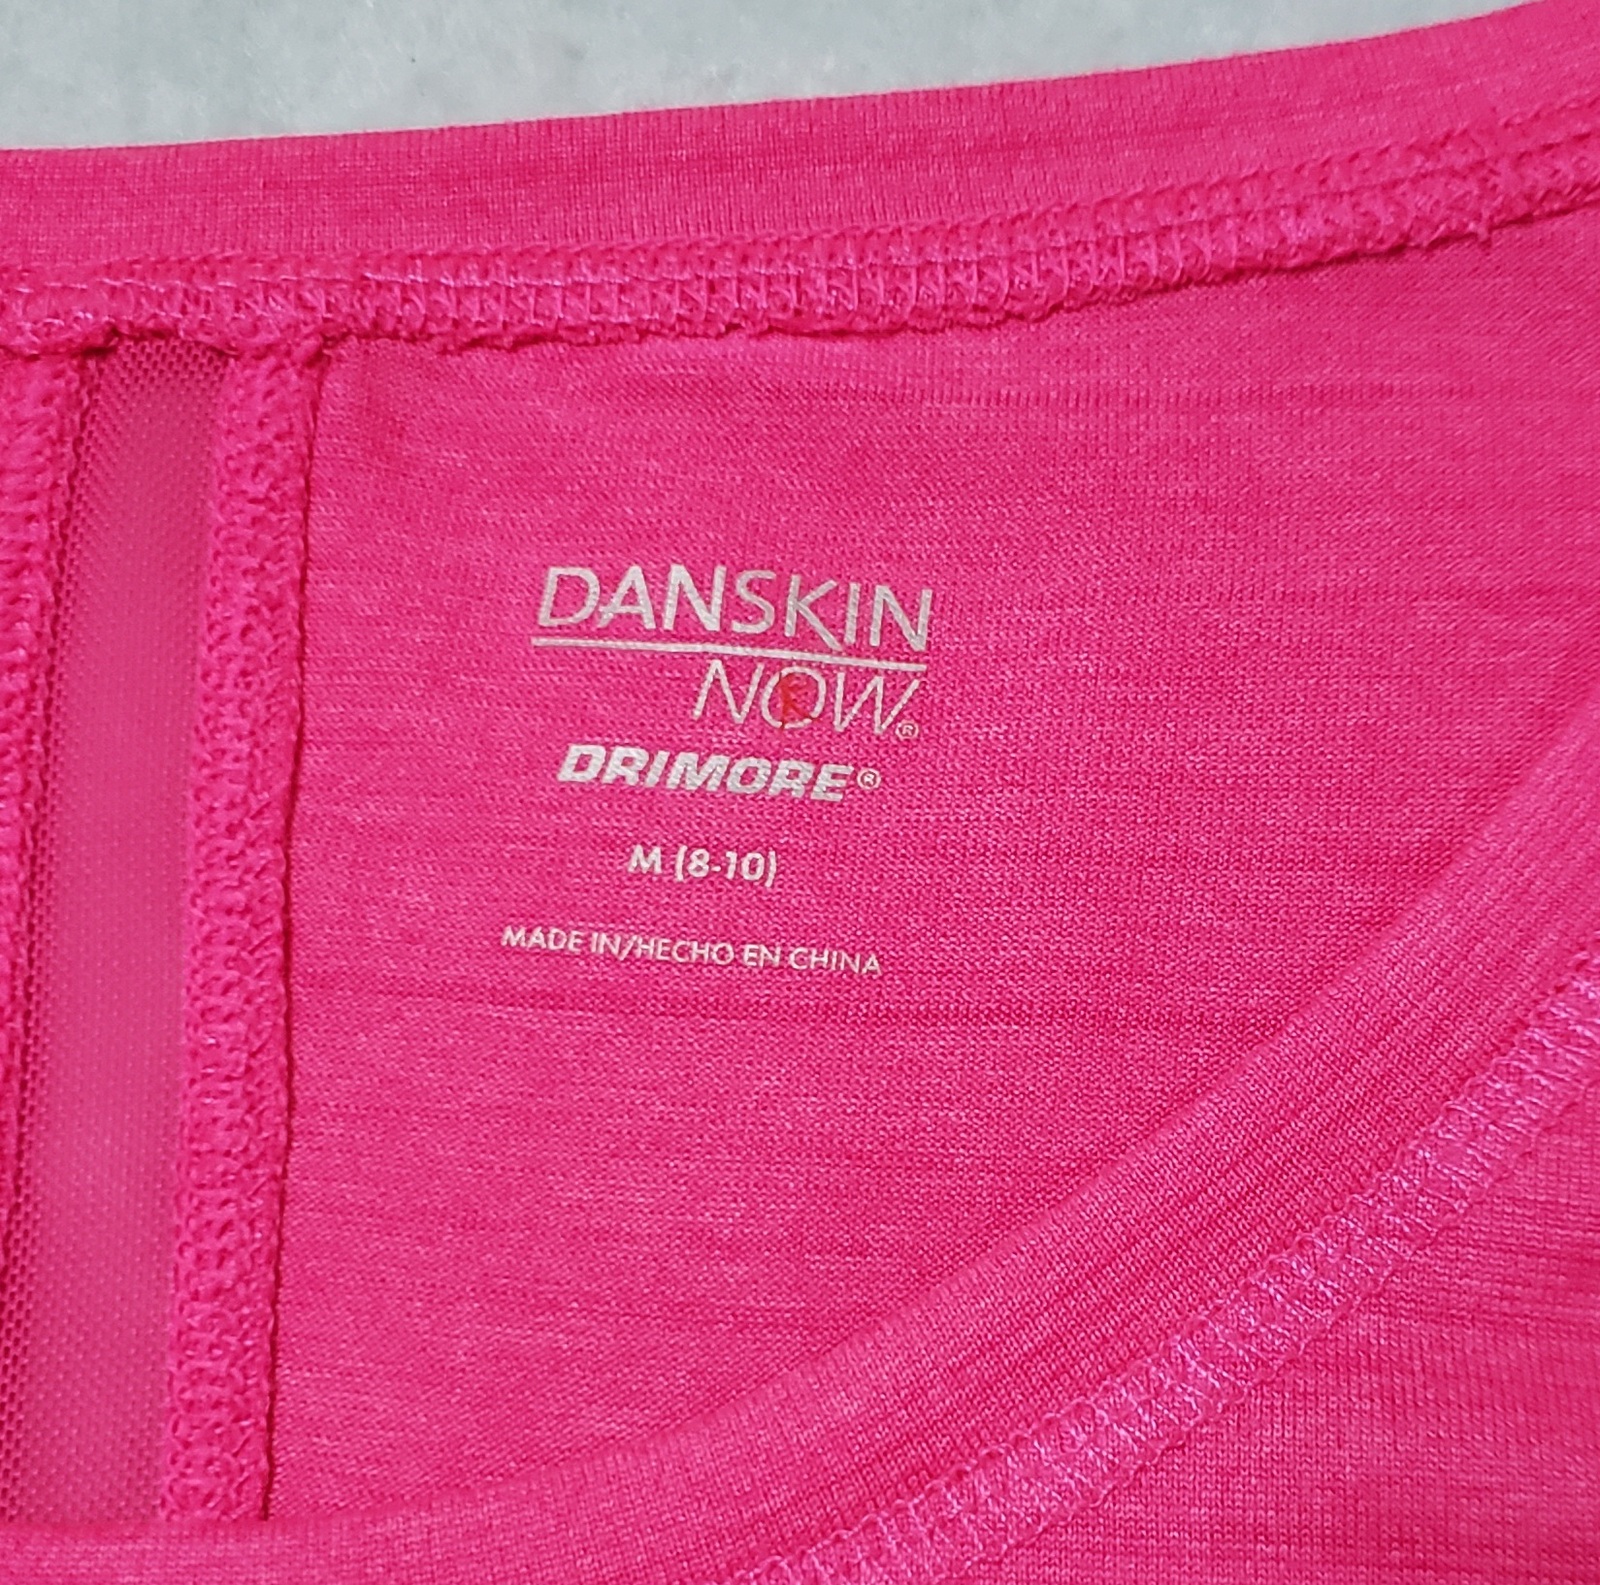 DANSKIN
NOW®
DRIMORE®
M (8-10)
MADE IN/HECHO EN CHINA